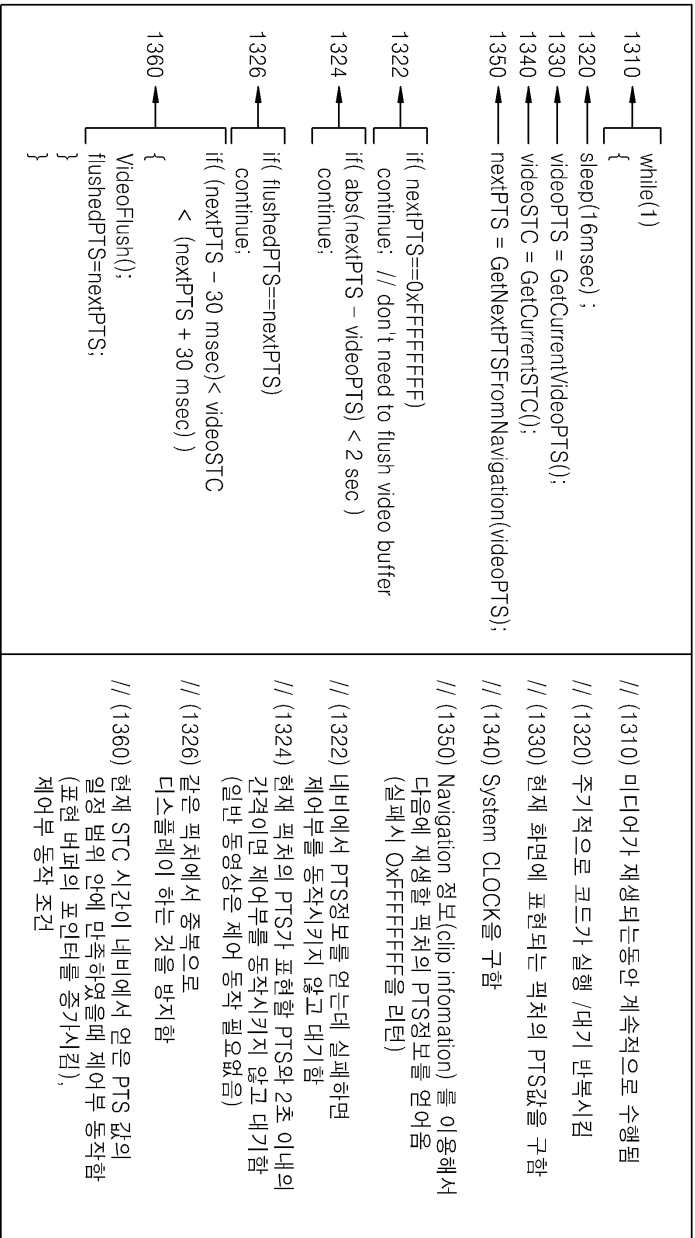 1310
while(1)
{
1320
sleep(16msec) ;
1330
videoPTS = GetCurrentVideoPTS();
1340
videoSTC = GetCurrentSTC();
1350
nextPTS = GetNextPTSFromNavigation(videoPTS);
1322
if( nextPTS==0xFFFFFFFF)
continue;  // don't need to flush video buffer
1324
if( abs(nextPTS - videoPTS) < 2 sec )
continue;
1326
if( flushedPTS==nextPTS)
continue;
1360
if( (nextPTS - 30 msec)< videoSTC
< (nextPTS + 30 msec) )
{
VideoFlush();
flushedPTS=nextPTS;
}
}
// (1310) 미디어가 재생되는동안 계속적으로 수행됨
// (1320) 주기적으로 코드가 실행 /대기 반복시킴
// (1330) 현재 화면에 표현되는 픽처의 PTS값을 구함
// (1340) System CLOCK을 구함
// (1350) Navigation 정보(clip infomation) 를 이용해서
다음에 재생할 픽처의 PTS정보를 얻어옴
(실패시 0xFFFFFFFF을 리턴)
// (1322) 네비에서 PTS정보를 얻는데 실패하면
제어부를 동작시키지 않고 대기함
// (1324) 현재 픽처의 PTS가 표현할 PTS와 2초 이내의
간격이면 제어부를 동작시키지 않고 대기함
(일반 동영상은 제어 동작 필요없음)
// (1326) 같은 픽처에서 중복으로
디스플레이 하는 것을 방지함
// (1360) 현재 STC 시간이 네비에서 얻은 PTS 값의
일정 범위 안에 만족하였을때 제어부 동작함
(표현 버퍼의 포인터를 증가시킴),
제어부 동작 조건